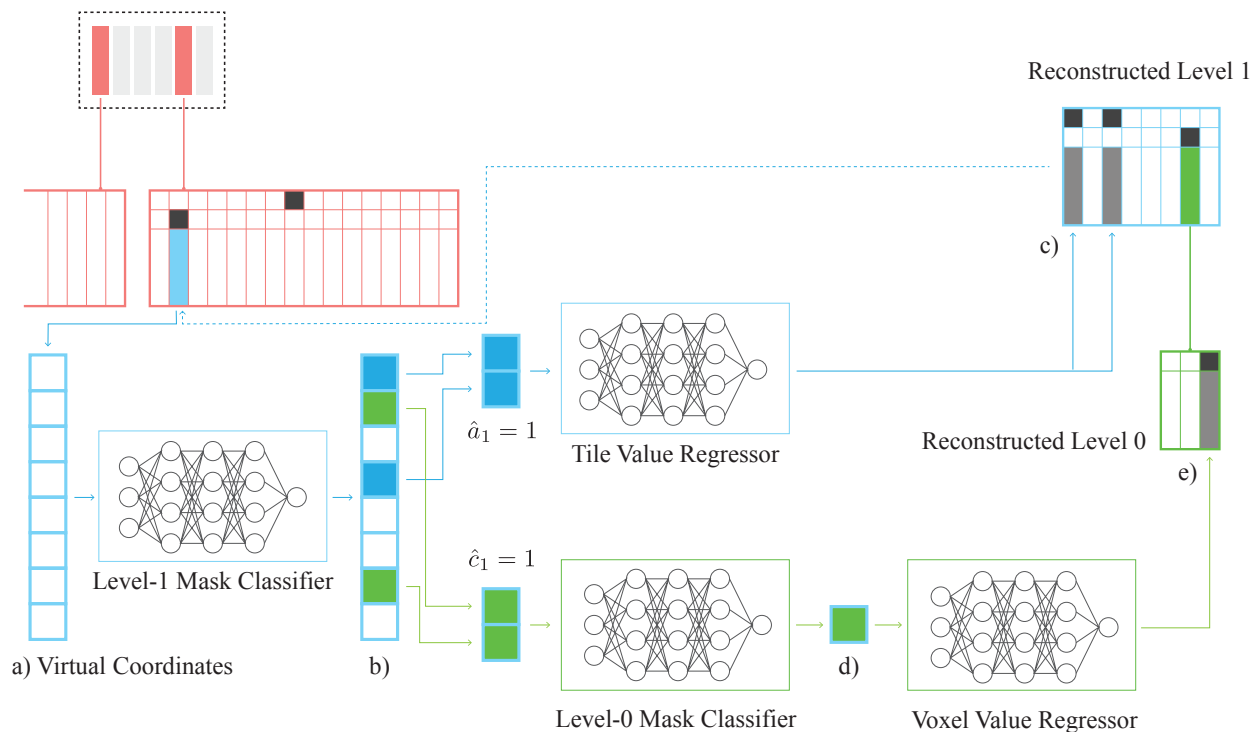 Reconstructed Level 1
c)
â₁ = 1
Tile Value Regressor
Reconstructed Level 0
e)
Level-1 Mask Classifier
ĉ₁ = 1
a) Virtual Coordinates
b)
d)
Level-0 Mask Classifier
Voxel Value Regressor